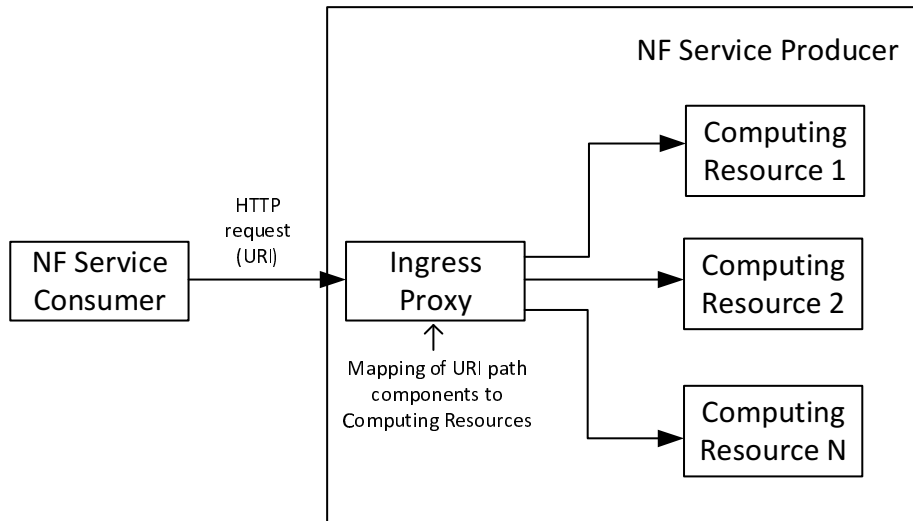 NF Service Producer
Computing
Resource 1
HTTP
request
(URI)
NF Service
Consumer
Ingress
Proxy
Computing
Resource 2
Mapping of URI path
components to
Computing Resources
Computing
Resource N